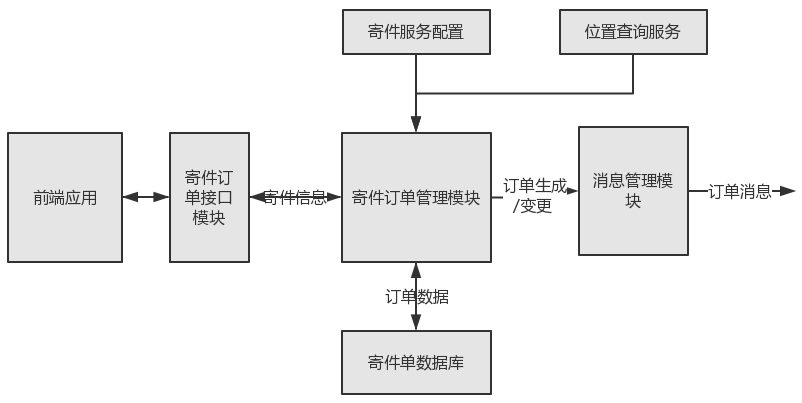 寄件服务配置
位置查询服务
前端应用
寄件订
单接口
模块
寄件信息
寄件订单管理模块
订单生成
/变更
消息管理模
块
订单消息
订单数据
寄件单数据库